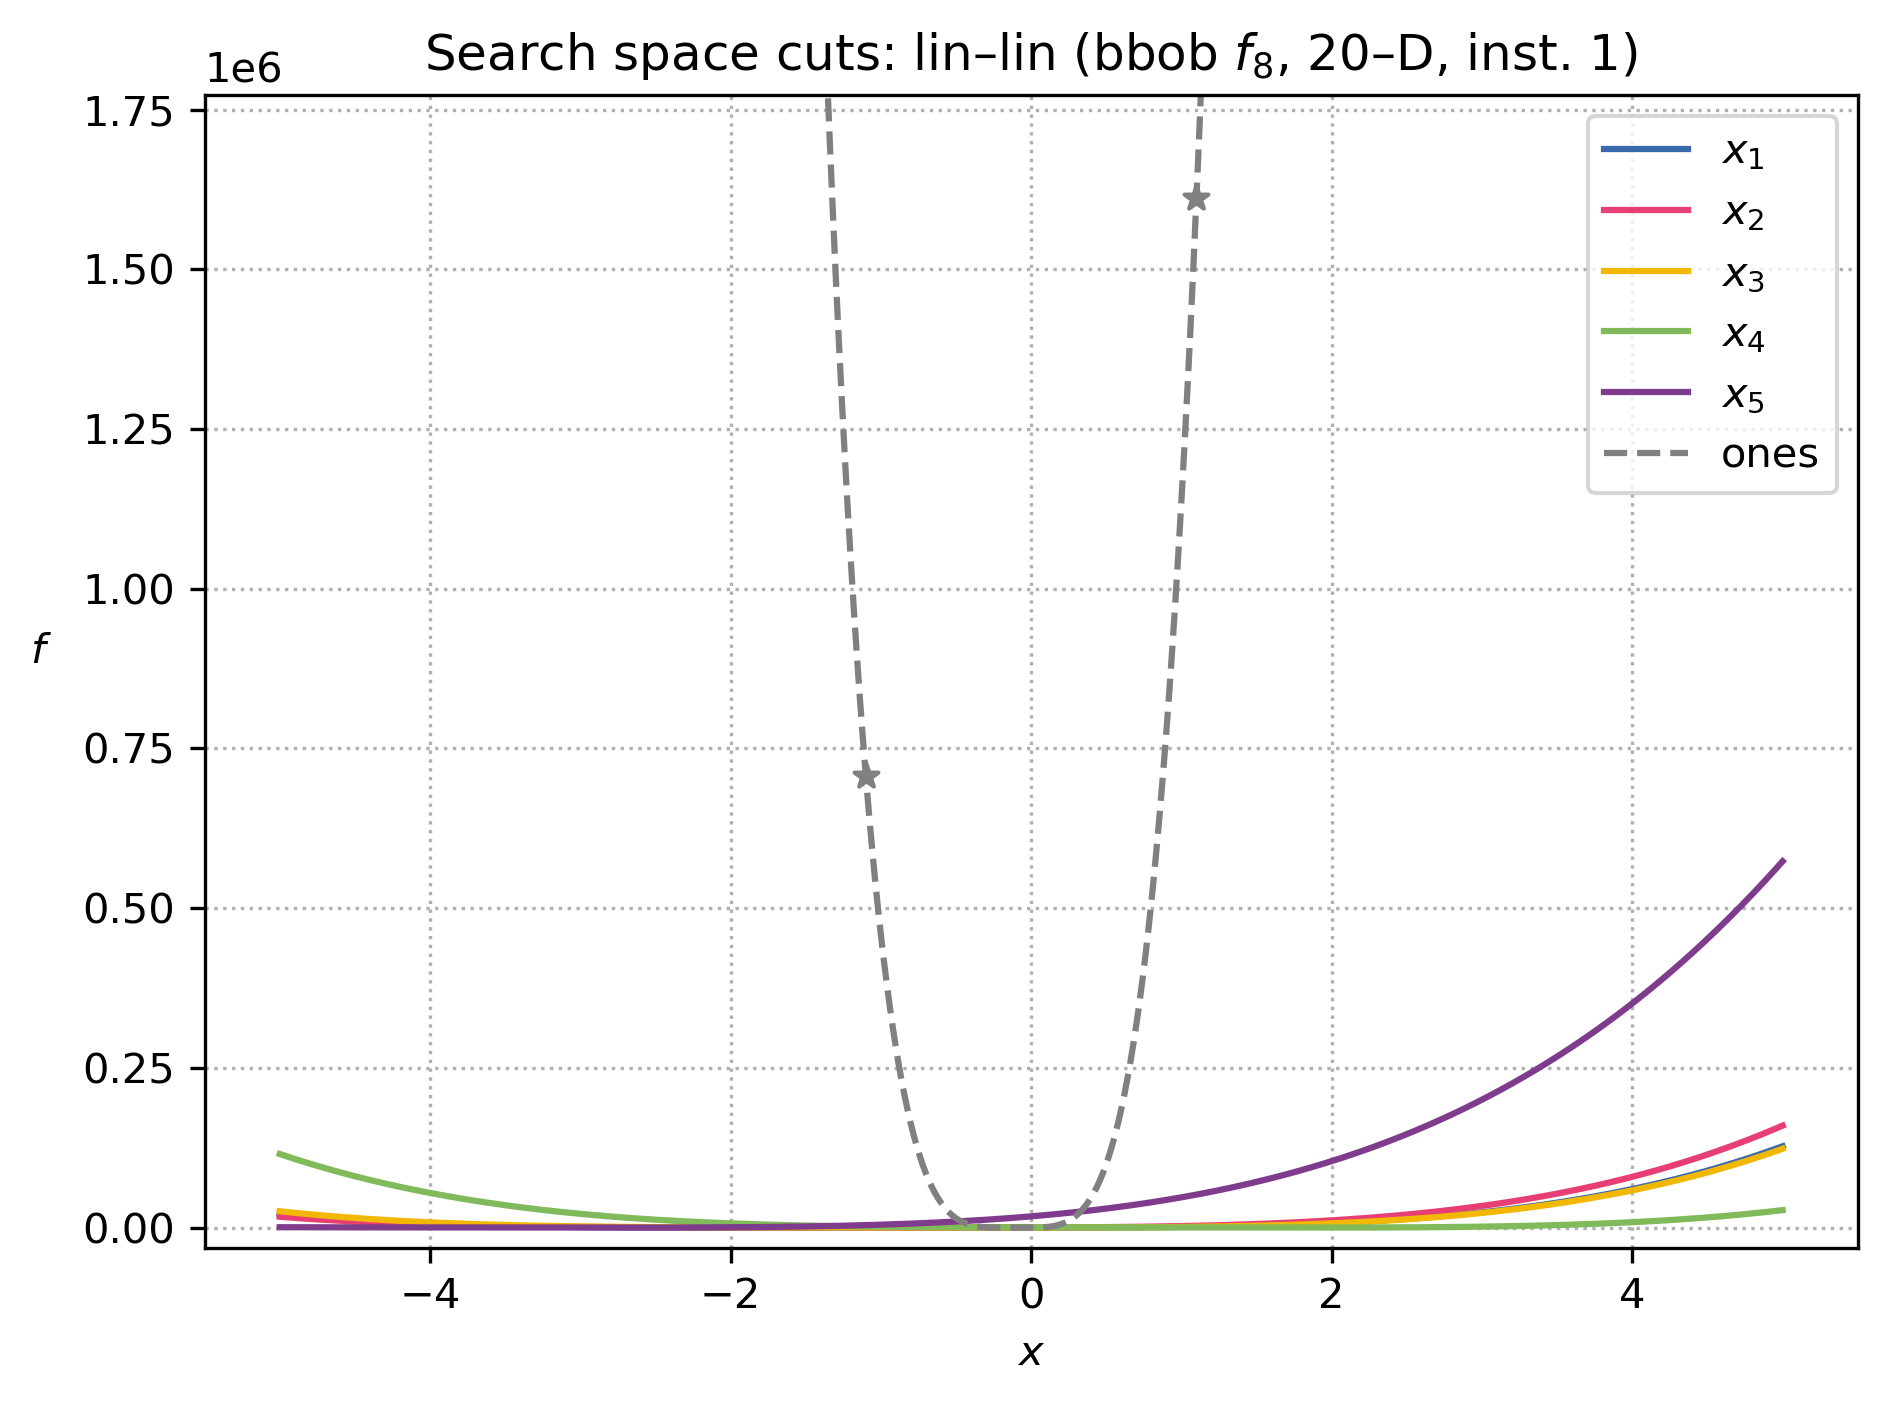 Search space cuts: lin–lin (bbob f₈, 20–D, inst. 1)
1e6
1.75
1.50
1.25
1.00
0.75
0.50
0.25
0.00
f
−4
−2
0
2
4
x
x₁
x₂
x₃
x₄
x₅
ones